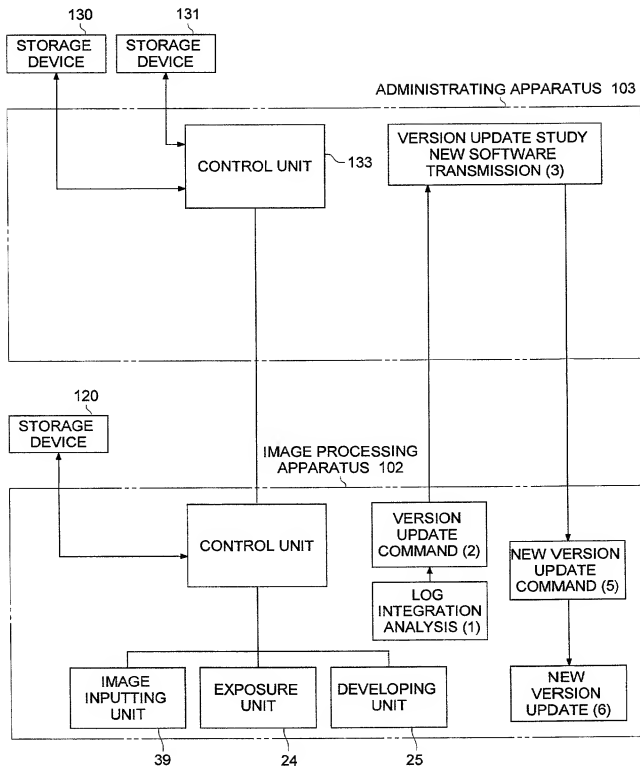 130
131
STORAGE
DEVICE
STORAGE
DEVICE
ADMINISTRATING APPARATUS 103
CONTROL UNIT
133
VERSION UPDATE STUDY
NEW SOFTWARE
TRANSMISSION (3)
120
STORAGE
DEVICE
IMAGE PROCESSING
APPARATUS 102
CONTROL UNIT
VERSION
UPDATE
COMMAND (2)
LOG
INTEGRATION
ANALYSIS (1)
NEW VERSION
UPDATE
COMMAND (5)
IMAGE
INPUTTING
UNIT
EXPOSURE
UNIT
DEVELOPING
UNIT
NEW
VERSION
UPDATE (6)
39
24
25